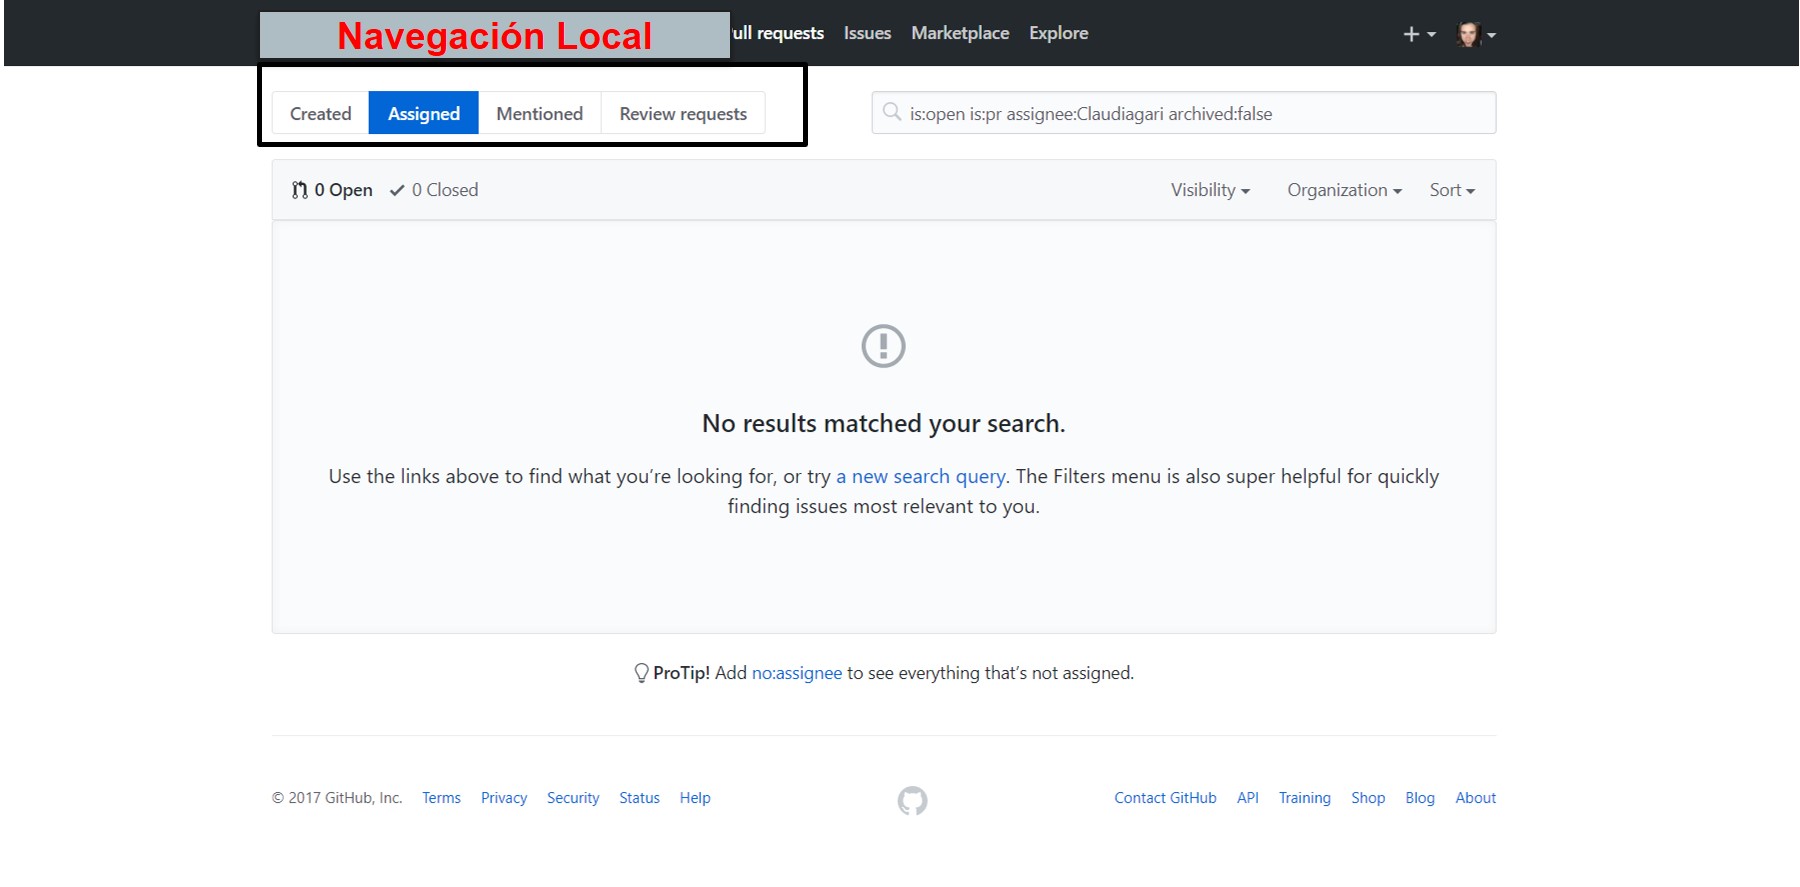 Navegación Local
ull requests Issues Marketplace Explore
Created Assigned Mentioned Review requests
is:open is:pr assignee:Claudiagari archived:false
0 Open 0 Closed
Visibility Organization Sort
No results matched your search.
Use the links above to find what you’re looking for, or try a new search query. The Filters menu is also super helpful for quickly
finding issues most relevant to you.
ProTip! Add no:assignee to see everything that’s not assigned.
© 2017 GitHub, Inc. Terms Privacy Security Status Help
Contact GitHub API Training Shop Blog About